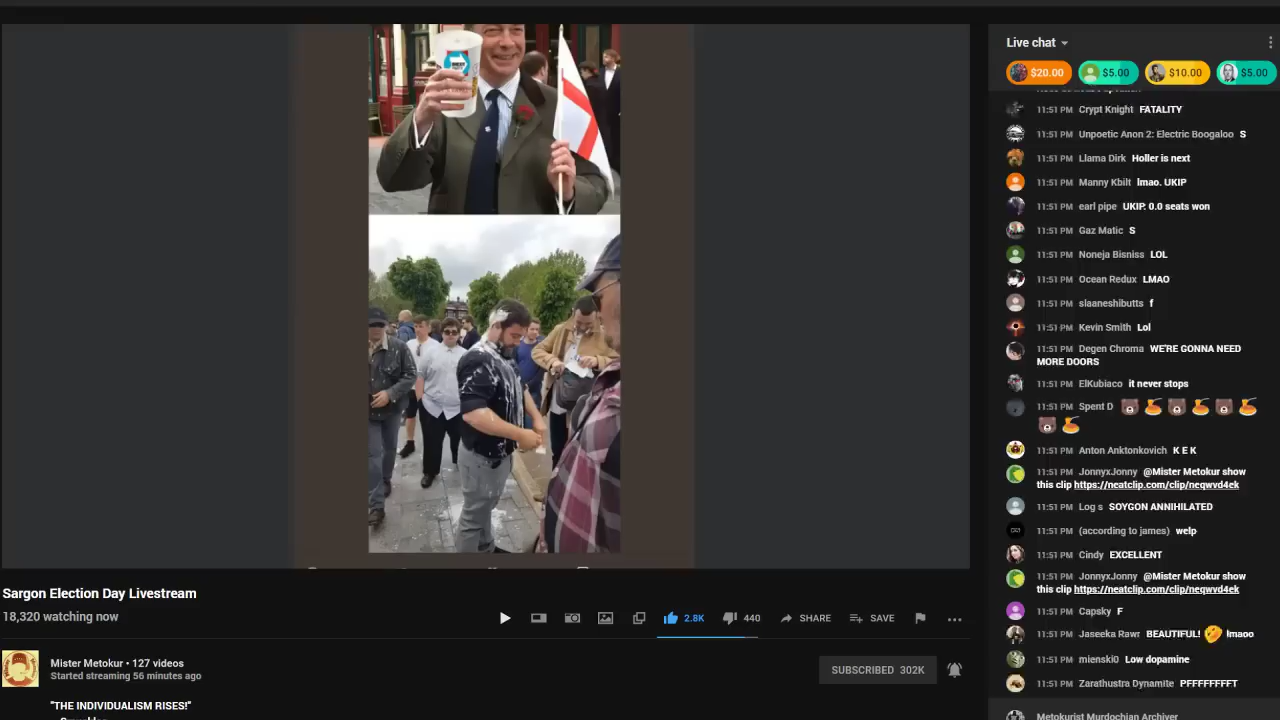 Live chat
$20.00
$5.00
$10.00
$5.00
11:51 PM Crypt Knight FATALITY
11:51 PM Unpoetic Anon 2: Electric Boogaloo S
11:51 PM Llama Dirk Holler is next
11:51 PM Manny Kbilt lmao. UKIP
11:51 PM earl pipe UKIP: 0.0 seats won
11:51 PM Gaz Matic S
11:51 PM Noneja Bisniss LOL
11:51 PM Ocean Redux LMAO
11:51 PM slaaneshibutts f
11:51 PM Kevin Smith Lol
11:51 PM Degen Chroma WE'RE GONNA NEED
MORE DOORS
11:51 PM ElKubiaco it never stops
11:51 PM Spent D
11:51 PM Anton Anktonkovich K E K
11:51 PM JonnyxJonny @Mister Metokur show
this clip https://neatclip.com/clip/neqwvd4ek
11:51 PM Log s SOYGON ANNIHILATED
11:51 PM (according to james) welp
11:51 PM Cindy EXCELLENT
11:51 PM JonnyxJonny @Mister Metokur show
this clip https://neatclip.com/clip/neqwvd4ek
11:51 PM Capsky F
11:51 PM Jaseeka Rawr BEAUTIFUL! lmaoo
11:51 PM mienski0 Low dopamine
11:51 PM Zarathustra Dynamite PFFFFFFFFT
Metokurist Murdochian Archiver
Sargon Election Day Livestream
18,320 watching now
2.8K
440
SHARE
SAVE
Mister Metokur • 127 videos
Started streaming 56 minutes ago
SUBSCRIBED 302K
"THE INDIVIDUALISM RISES!"